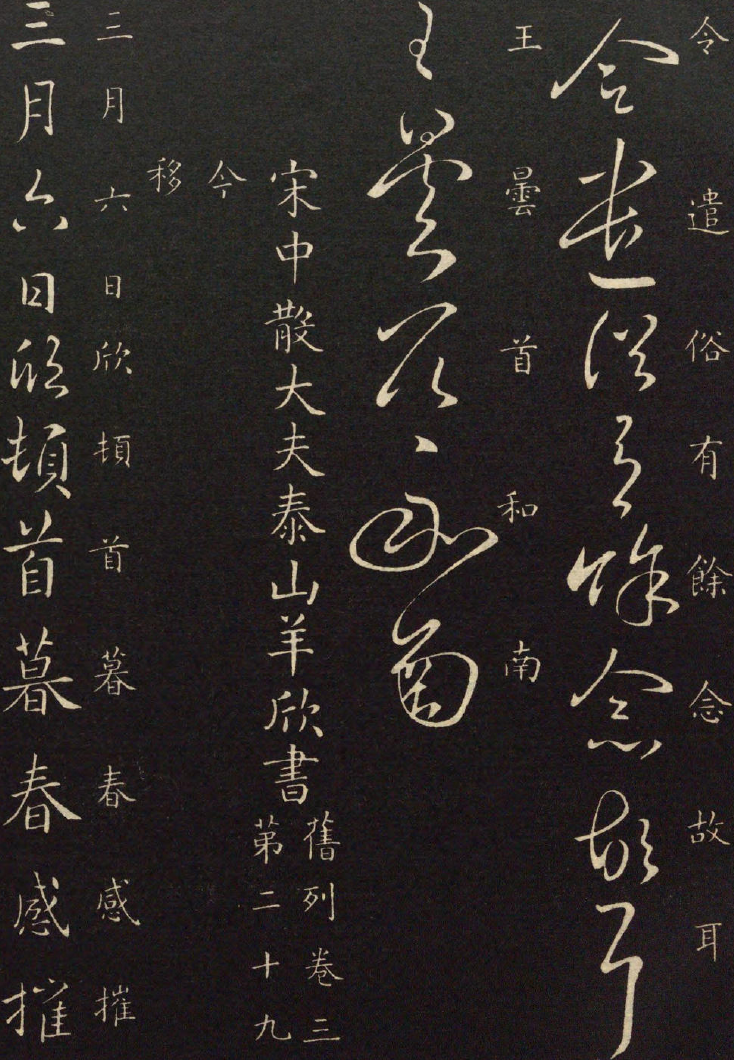 令遣俗有餘念故耳
令遣俗有餘念故耳
王曇首和南
王曇首和南
宋中散大夫泰山羊欣書
舊列卷三
第二十九
今
移
三月六日欣頓首暮春感摧
三月六日欣頓首暮春感摧